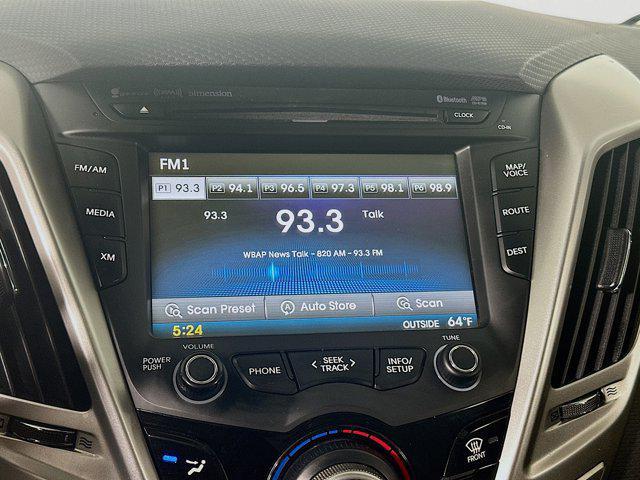 dimension
Bluetooth
CLOCK
CD-IN
FM/AM
MEDIA
XM
FM1
P1 93.3 P2 94.1 P3 96.5 P4 97.3 P5 98.1 P6 98.9
93.3 93.3 Talk
WBAP News Talk - 820 AM - 93.3 FM
Scan Preset Auto Store Scan
5:24 OUTSIDE 64°F
MAP/
VOICE
ROUTE
DEST
VOLUME
POWER
PUSH
PHONE
SEEK
TRACK
INFO/
SETUP
TUNE
FRONT